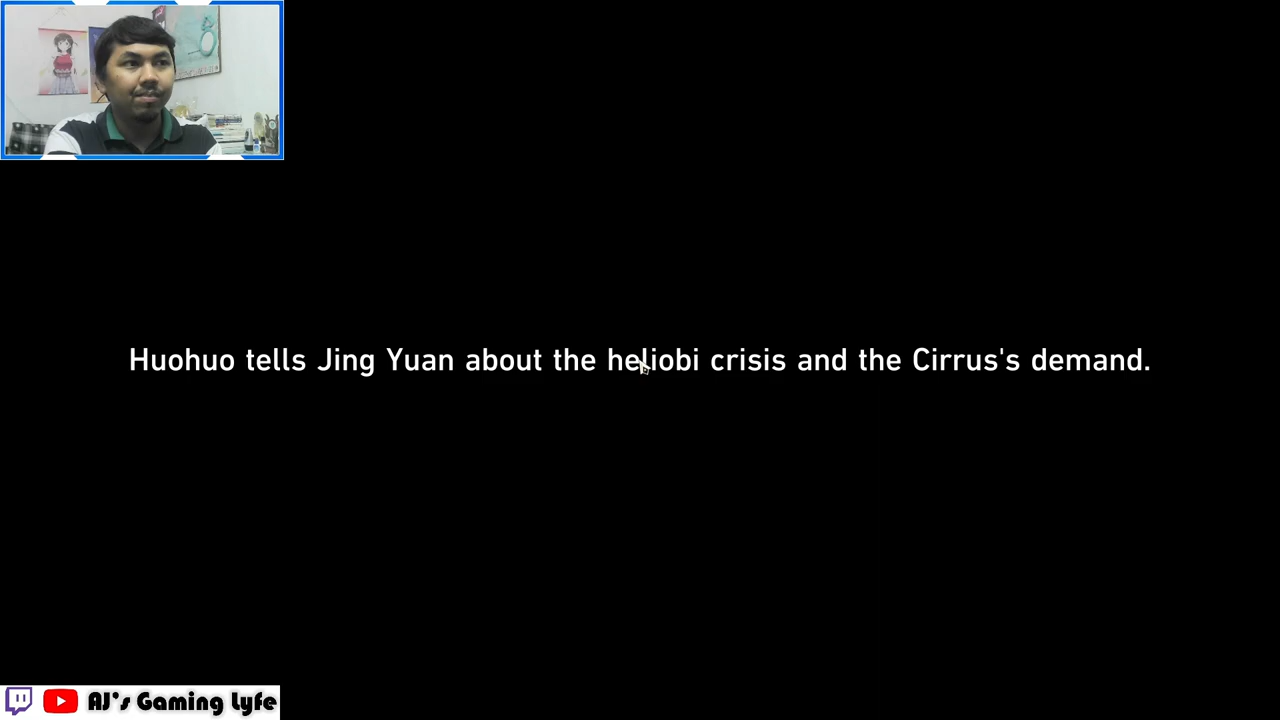 Huohuo tells Jing Yuan about the heliobi crisis and the Cirrus's demand.
AJ's Gaming Lyfe